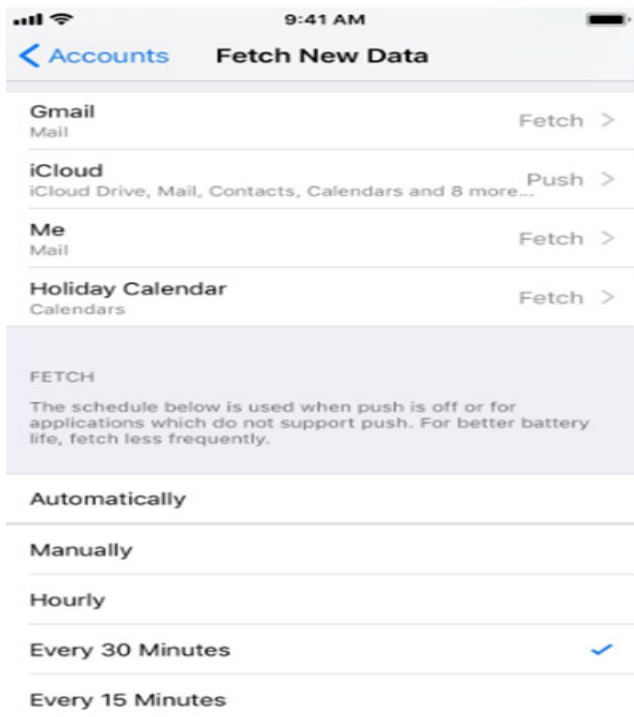 9:41 AM
Accounts Fetch New Data
Gmail
Mail
Fetch
iCloud
iCloud Drive, Mail, Contacts, Calendars and 8 more...
Push
Me
Mail
Fetch
Holiday Calendar
Calendars
Fetch
FETCH
The schedule below is used when push is off or for
applications which do not support push. For better battery
life, fetch less frequently.
Automatically
Manually
Hourly
Every 30 Minutes
Every 15 Minutes